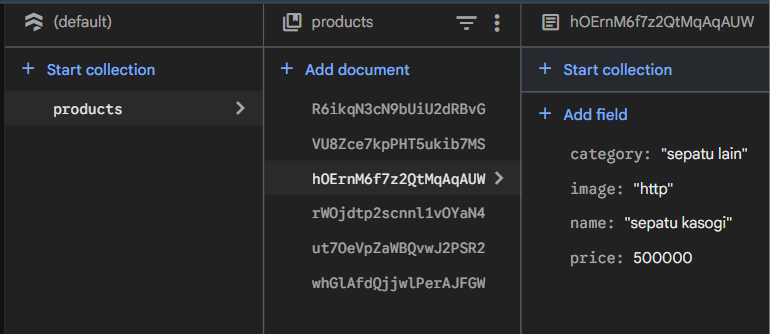 (default)
products
hOErnM6f7z2QtMqAqAUW
+ Start collection
+ Add document
+ Start collection
products
R6ikqN3cN9bUiU2dRBvG
VU8Zce7kpPHT5ukib7MS
hOErnM6f7z2QtMqAqAUW
rWOjdtp2scnnl1vOYaN4
ut7OeVpZaWBQvwJ2PSR2
whGlAfdQjjwlPerAJFGW
+ Add field
category: "sepatu lain"
image: "http"
name: "sepatu kasogi"
price: 500000